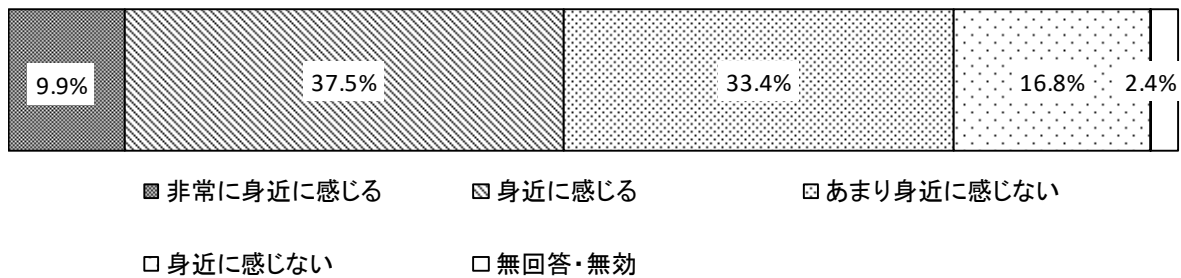 9.9% 37.5% 33.4% 16.8% 2.4%
非常に身近に感じる 身近に感じる あまり身近に感じない
身近に感じない 無回答・無効